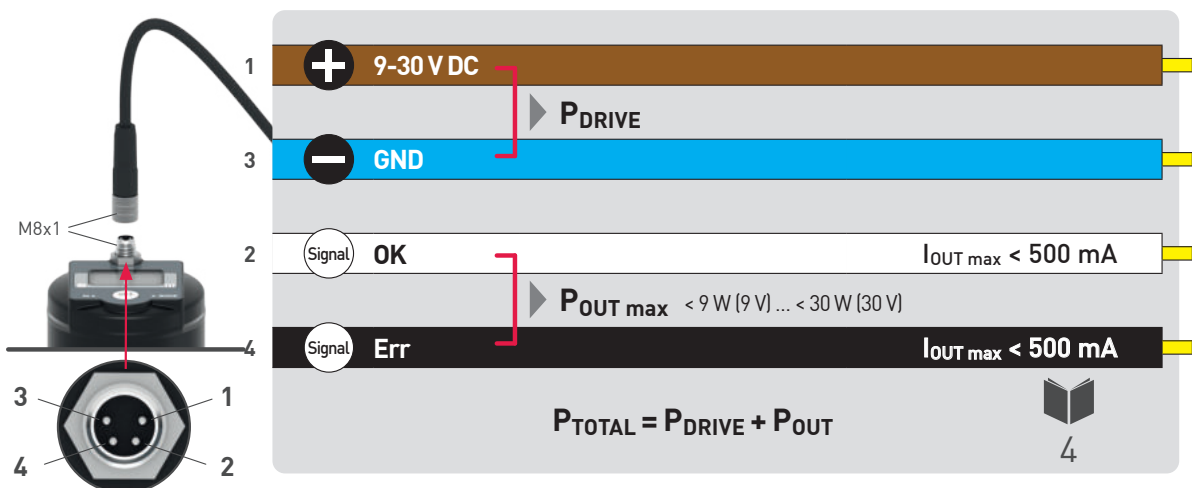 1 + 9-30 V DC
PDRIVE
3 − GND
M8x1
2 Signal OK IOUT max < 500 mA
POUT max < 9 W (9 V) ... < 30 W (30 V)
4 Signal Err IOUT max < 500 mA
3 1
4 2
PTOTAL = PDRIVE + POUT
4